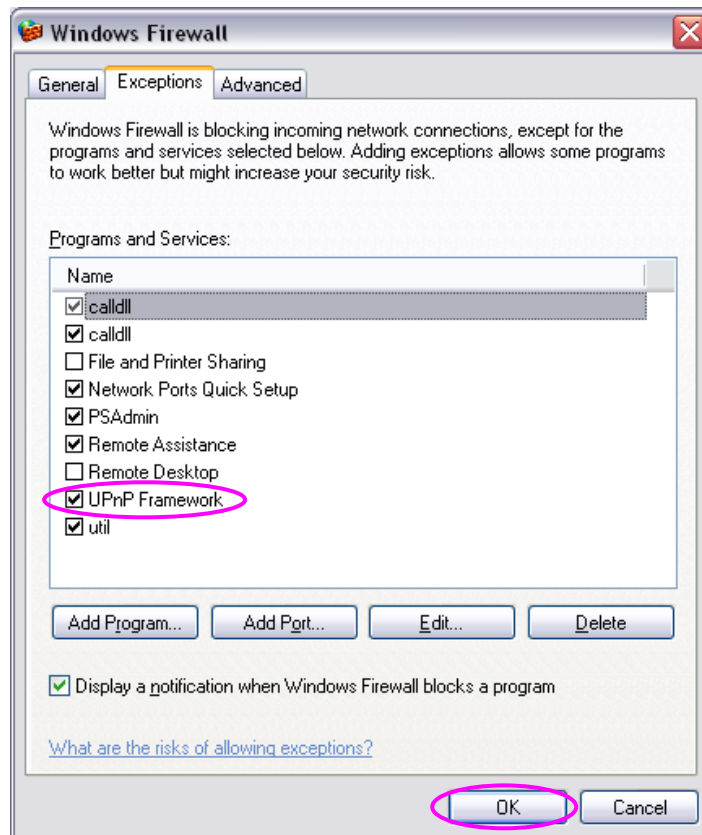 Windows Firewall
General Exceptions Advanced
Windows Firewall is blocking incoming network connections, except for the
programs and services selected below. Adding exceptions allows some programs
to work better but might increase your security risk.
Programs and Services:
Name
calldll
calldll
File and Printer Sharing
Network Ports Quick Setup
PSAdmin
Remote Assistance
Remote Desktop
UPnP Framework
util
Add Program... Add Port... Edit... Delete
Display a notification when Windows Firewall blocks a program
What are the risks of allowing exceptions?
OK Cancel